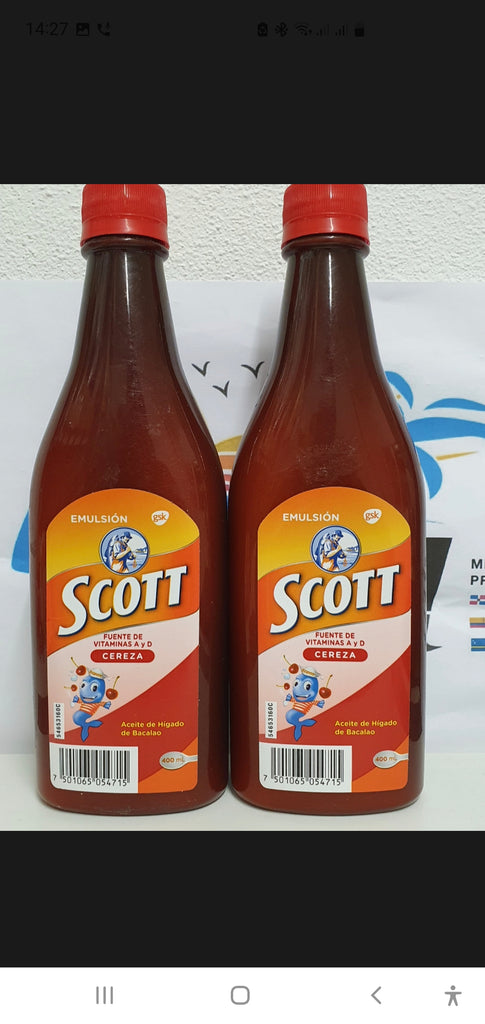 14:27
EMULSIÓN
gsk
SCOTT
FUENTE DE
VITAMINAS A y D
CEREZA
Aceite de Hígado
de Bacalao
54653160C
400 mL
7 501065 054715
EMULSIÓN
gsk
SCOTT
FUENTE DE
VITAMINAS A y D
CEREZA
Aceite de Hígado
de Bacalao
54653160C
400 mL
7 501065 054715